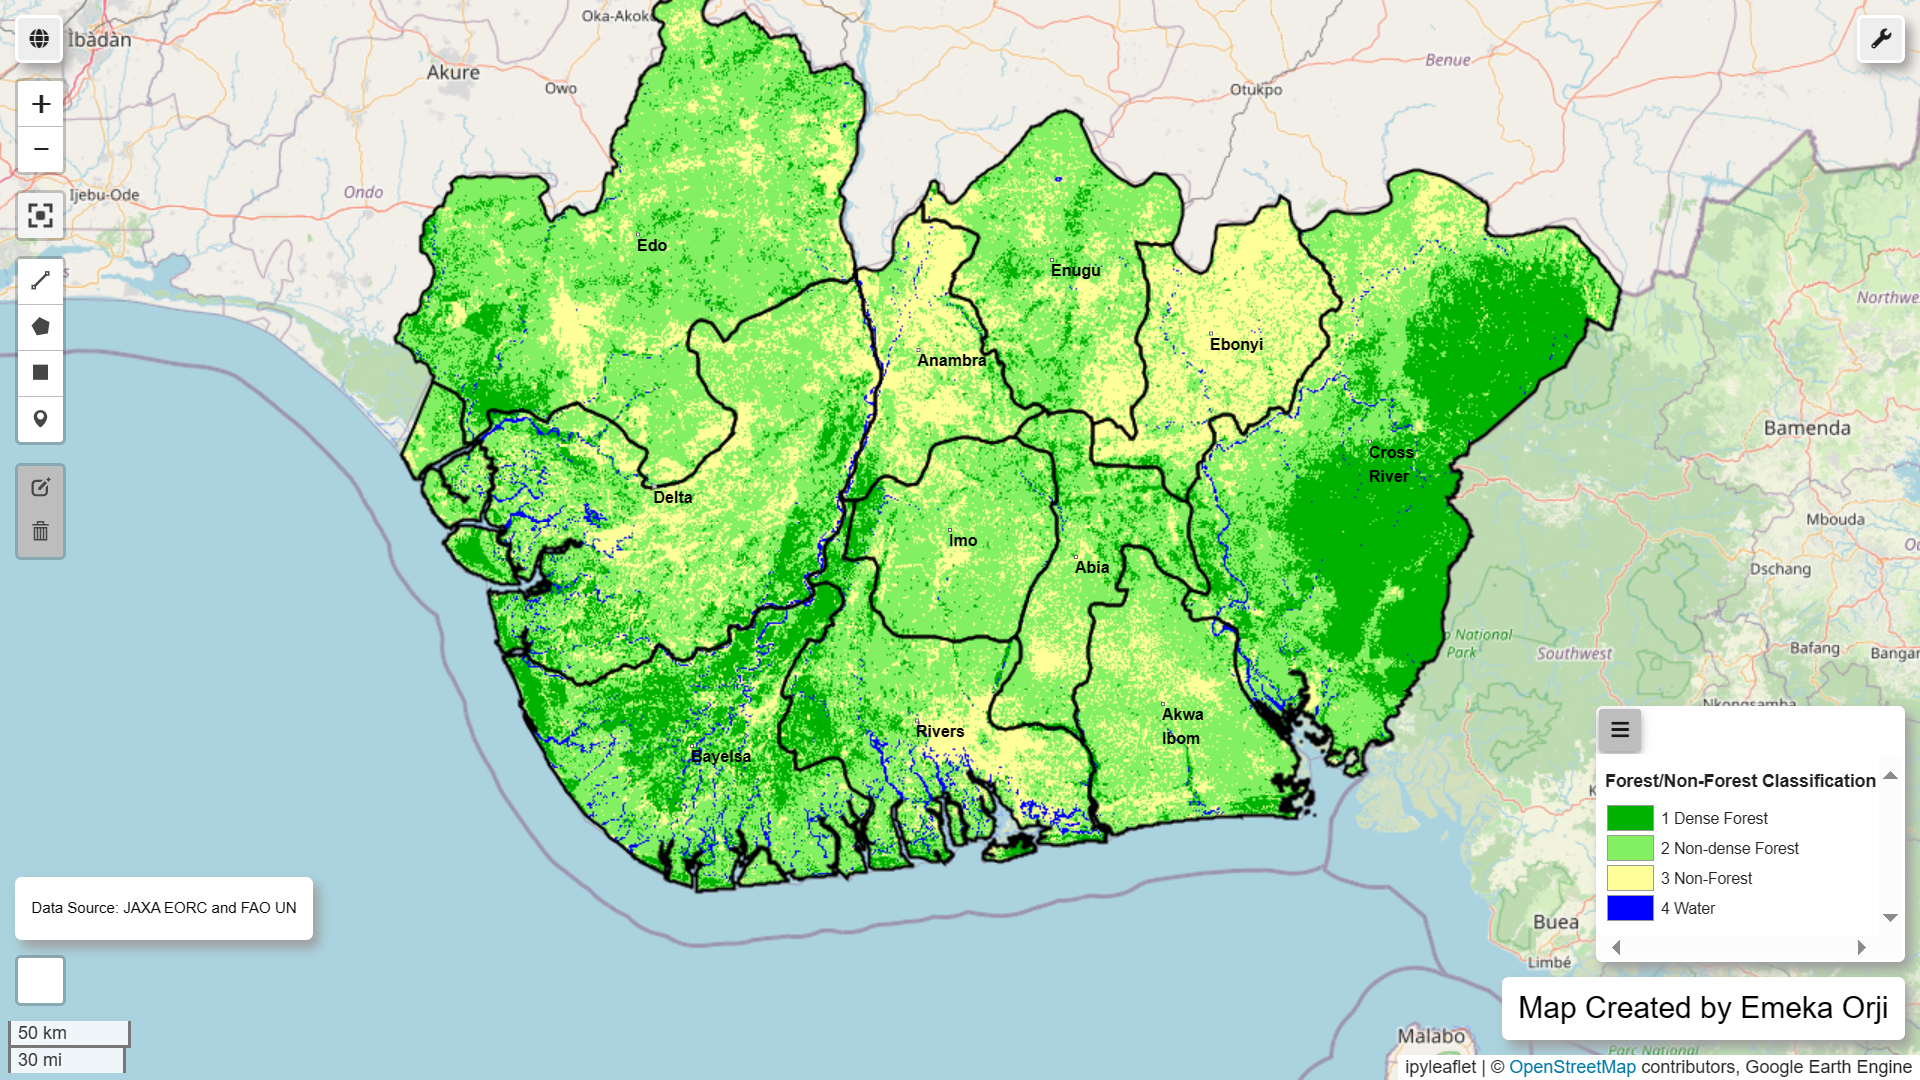 Oka-Akoko
Ìbàdàn
Akure
Owo
Benue
Otukpo
Ondo
Ijebu-Ode
Edo
Enugu
Northwe
Ebonyi
Anambra
Bamenda
Cross
River
Delta
Mbouda
Imo
Abia
Dschang
National
Park
Southwest
Bafang
Bangan
Nkongsamba
Akwa
Ibom
Rivers
Bayelsa
Forest/Non-Forest Classification
1 Dense Forest
2 Non-dense Forest
3 Non-Forest
4 Water
Data Source: JAXA EORC and FAO UN
Buea
Limbé
Map Created by Emeka Orji
50 km
30 mi
Malabo
Parc National
ipyleaflet | © OpenStreetMap contributors, Google Earth Engine